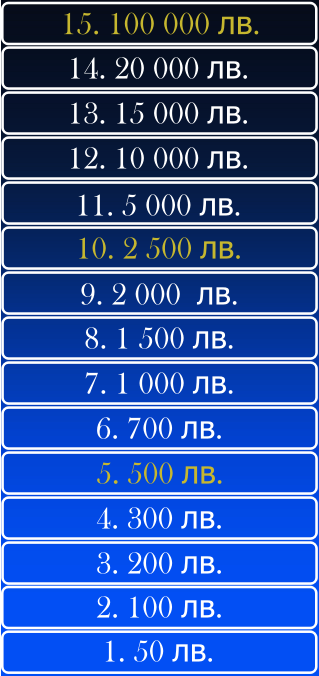 15. 100 000 лв.
14. 20 000 лв.
13. 15 000 лв.
12. 10 000 лв.
11. 5 000 лв.
10. 2 500 лв.
9. 2 000 лв.
8. 1 500 лв.
7. 1 000 лв.
6. 700 лв.
5. 500 лв.
4. 300 лв.
3. 200 лв.
2. 100 лв.
1. 50 лв.